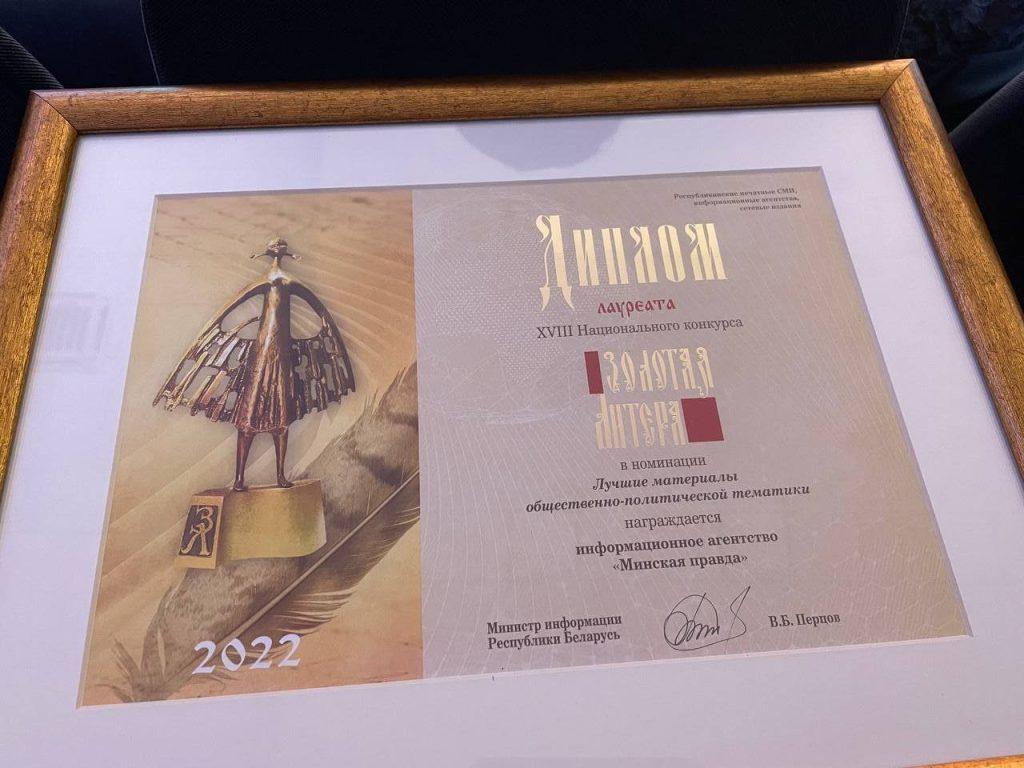 Республиканские печатные СМИ,
информационные агентства,
сетевые издания
Диплом
лауреата
XVIII Национального конкурса
ЗОЛОТАЯ
ЛИТЕРА
в номинации
Лучшие материалы
общественно-политической тематики
награждается
информационное агентство
«Минская правда»
Министр информации
Республики Беларусь
В.Б. Перцов
ЗЛ
2022